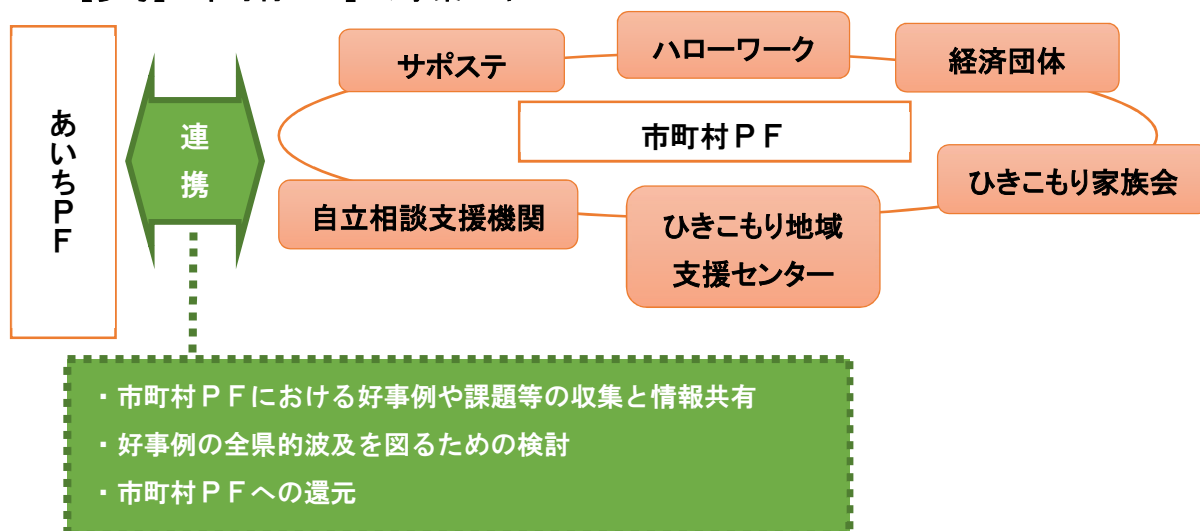 あいちＰＦ
連
携
サポステ
ハローワーク
経済団体
市町村ＰＦ
ひきこもり家族会
自立相談支援機関
ひきこもり地域
支援センター
・市町村ＰＦにおける好事例や課題等の収集と情報共有
・好事例の全県的波及を図るための検討
・市町村ＰＦへの還元